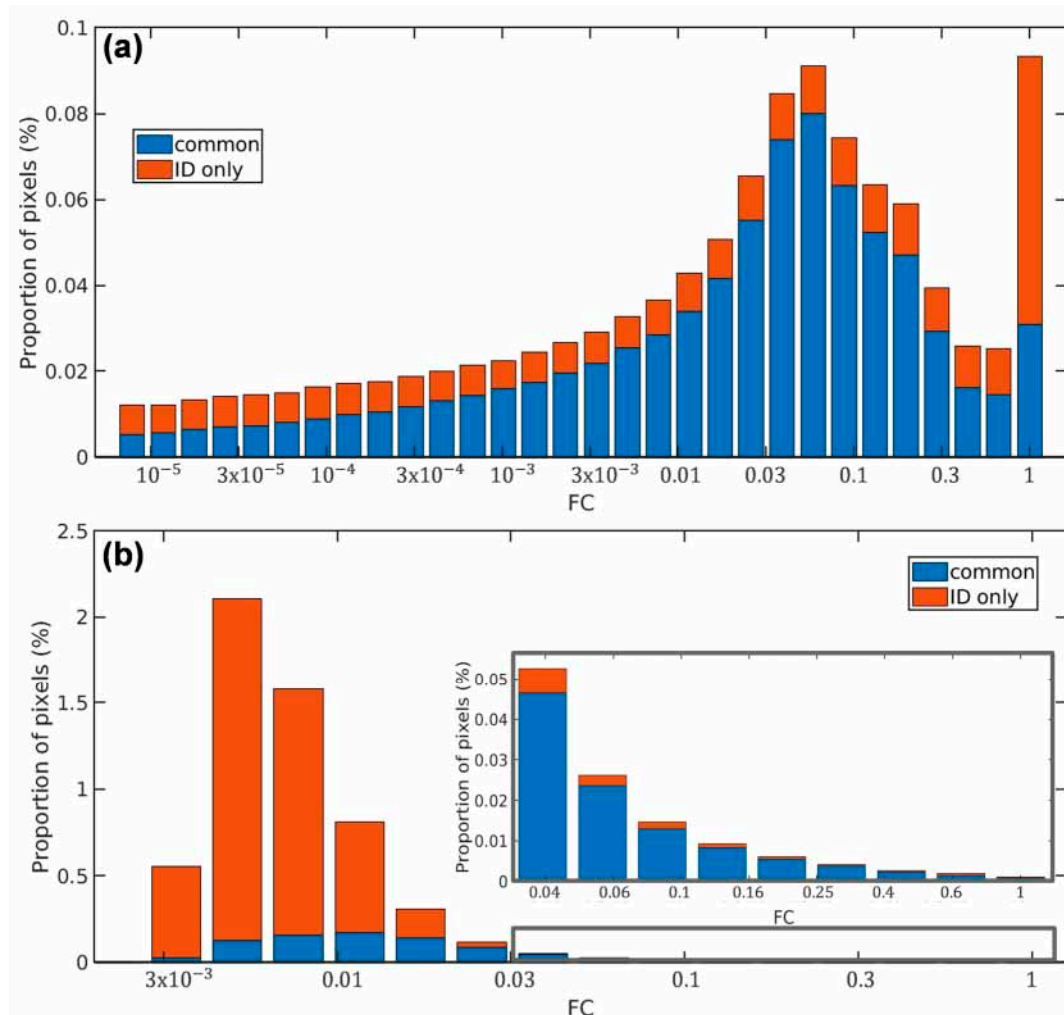 (a)
0.1
0.08
0.06
0.04
0.02
0
Proportion of pixels (%)
common
ID only
10⁻⁵ 3x10⁻⁵ 10⁻⁴ 3x10⁻⁴ 10⁻³ 3x10⁻³ 0.01 0.03 0.1 0.3 1
FC
(b)
2.5
2
1.5
1
0.5
0
Proportion of pixels (%)
common
ID only
0.05
0.04
0.03
0.02
0.01
0
Proportion of pixels (%)
0.04 0.06 0.1 0.16 0.25 0.4 0.6 1
FC
3x10⁻³ 0.01 0.03 0.1 0.3 1
FC